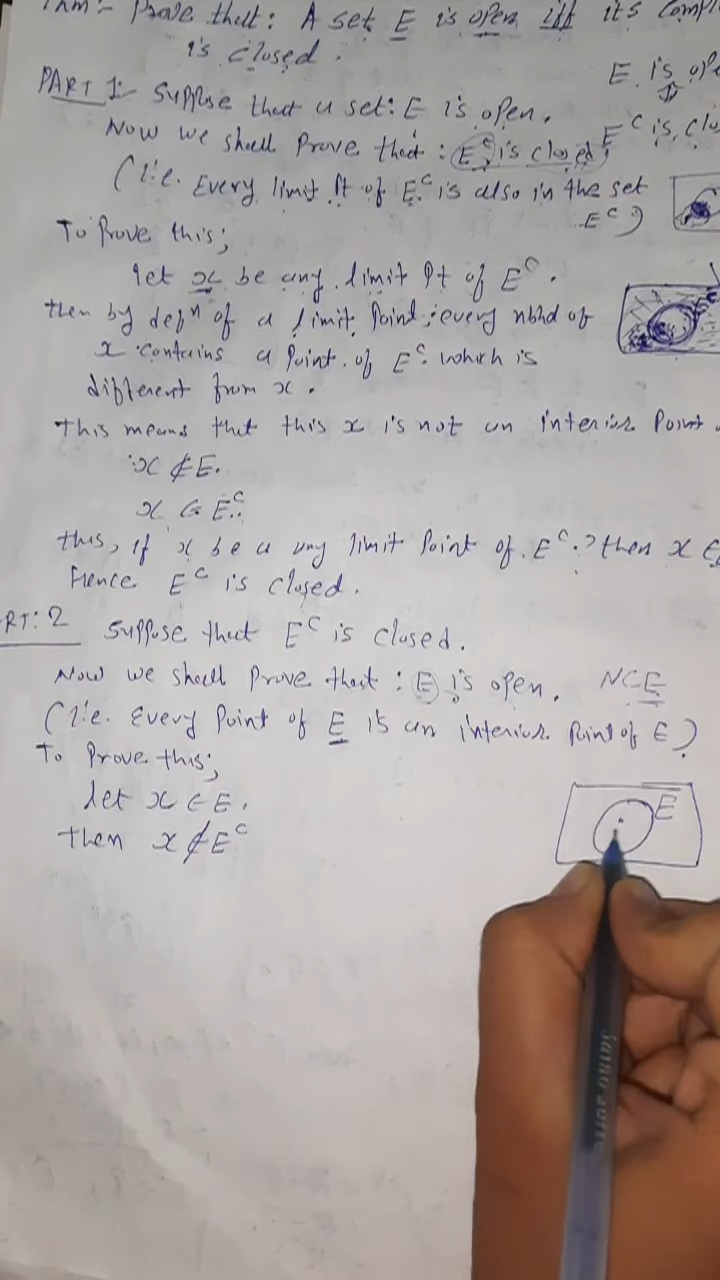 Thm :- Prove that : A set E is open iff its compl
is closed.
E is ope
PART 1:- Suppose that a set: E is open.
Now we shall prove that : E^c is closed,
E^c is clo
(i.e. Every limit pt of E^c is also in the set
E^c)
To prove this;
let x be any limit pt of E^c.
then by defn of a limit point; every nbhd of
x contains a point of E^c which is
different from x.
This means that this x is not an interior point
x ∉ E.
x ∈ E^c.
this, if x be a any limit point of E^c. then x ∈
Hence E^c is closed.
RT: 2 Suppose that E^c is closed.
Now we shall prove that : E is open. N⊂E
(i.e. Every point of E is an interior point of E)
To prove this;
let x ∈ E.
E
then x ∉ E^c